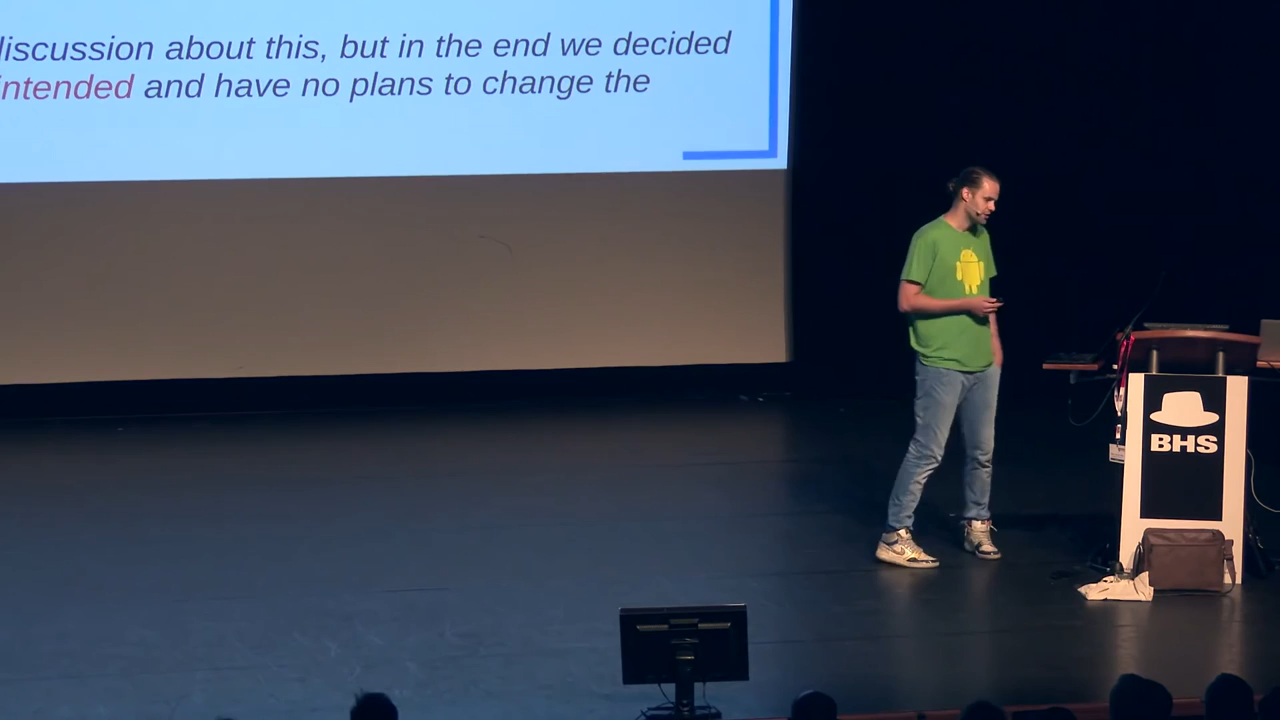 discussion about this, but in the end we decided
intended and have no plans to change the
BHS